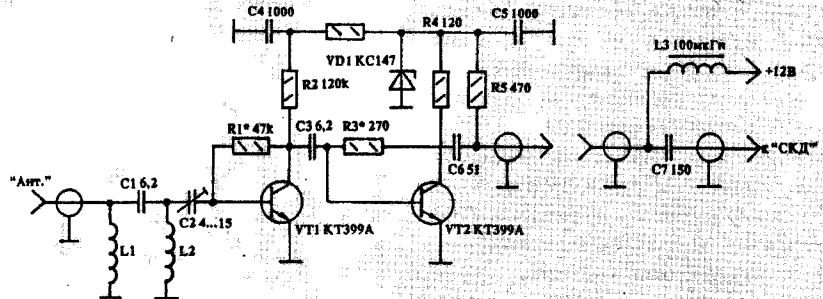 C4 1000
R4 120
C5 1000
VD1 KC147
L3 100мкГн
+12В
R2 120k
R5 470
R1* 47k
C3 6,2
R3* 270
C6 51
C7 150
к "СКД"
"Ант."
C1 6,2
C2 4...15
VT1 KT399A
VT2 KT399A
L1
L2